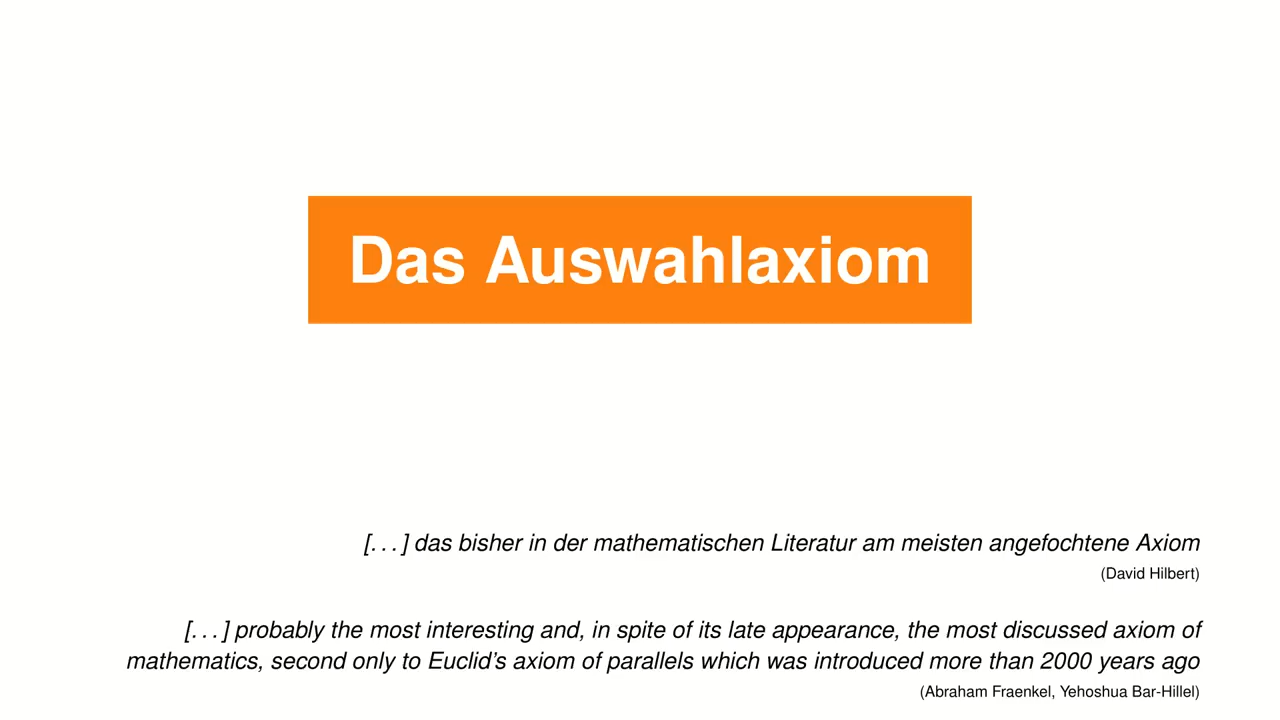 Das Auswahlaxiom
[. . . ] das bisher in der mathematischen Literatur am meisten angefochtene Axiom
(David Hilbert)
[. . . ] probably the most interesting and, in spite of its late appearance, the most discussed axiom of
mathematics, second only to Euclid's axiom of parallels which was introduced more than 2000 years ago
(Abraham Fraenkel, Yehoshua Bar-Hillel)